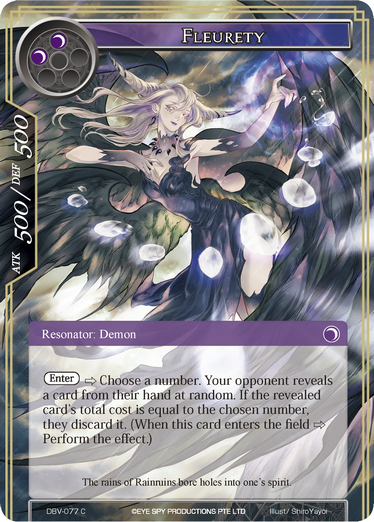 Fleurety
ATK 500/ DEF 500
Resonator: Demon
Enter ⇨ Choose a number. Your opponent reveals
a card from their hand at random. If the revealed
card's total cost is equal to the chosen number,
they discard it. (When this card enters the field ⇨
Perform the effect.)
The rains of Rainruins bore holes into one's spirit.
DBV-077 C ©EYE SPY PRODUCTIONS PTE LTD Illust/ ShiroYayoi